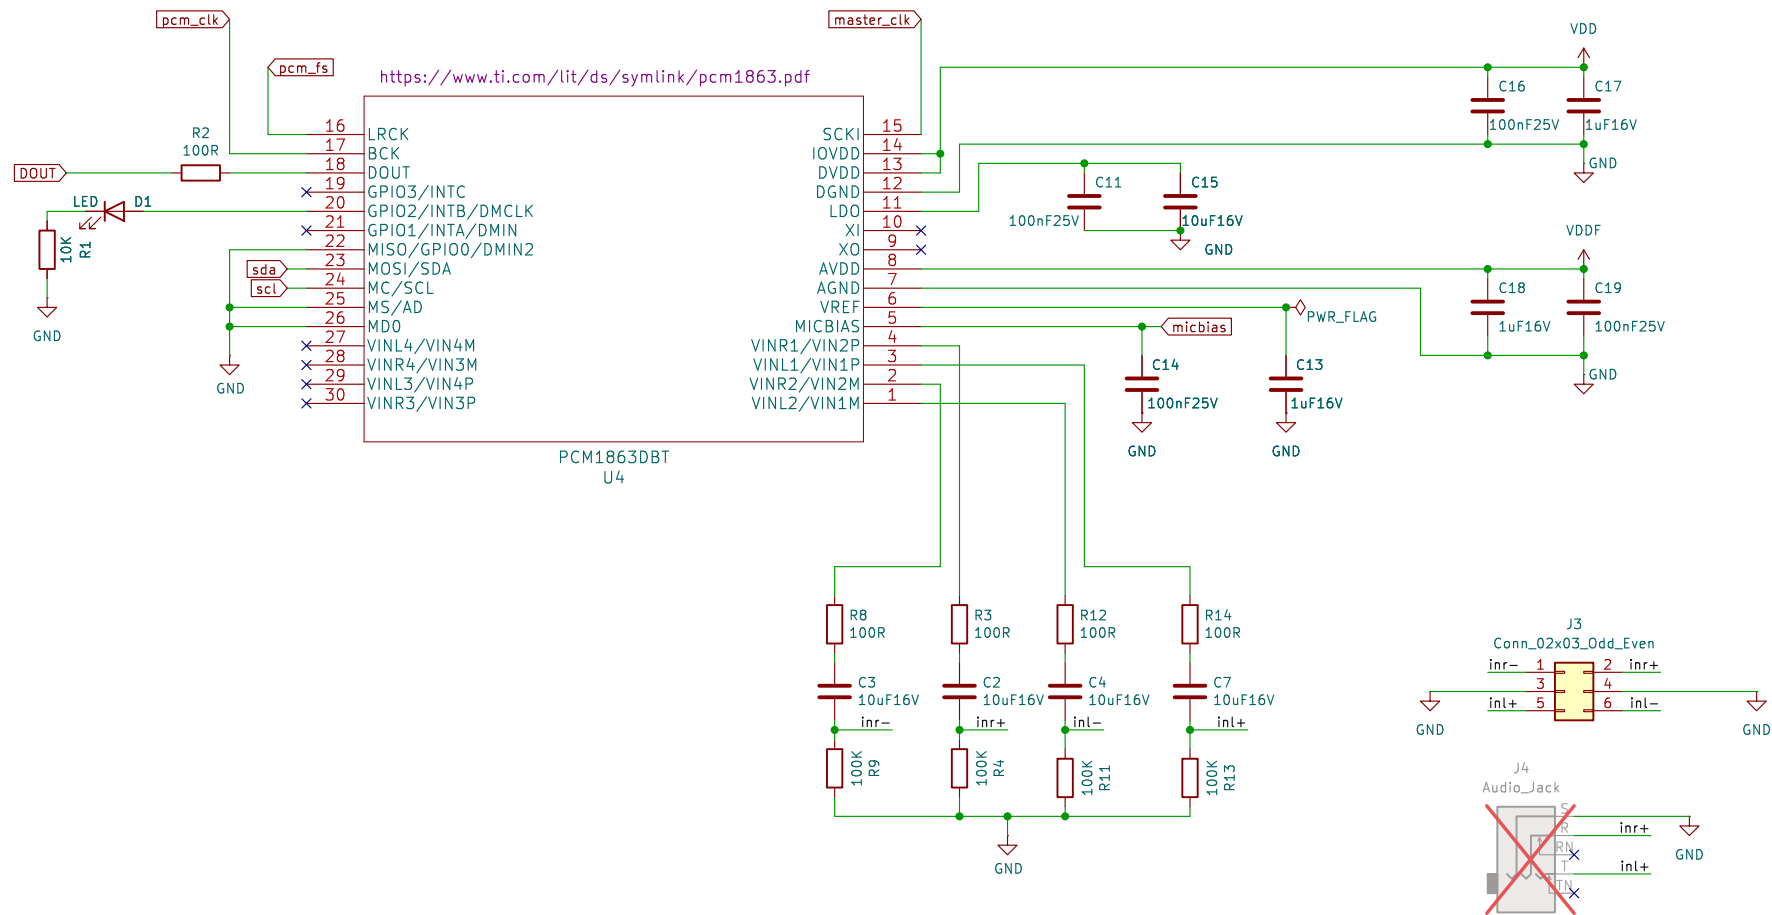 pcm_clk
master_clk
VDD
pcm_fs
https://www.ti.com/lit/ds/symlink/pcm1863.pdf
C16
100nF25V
C17
1uF16V
GND
R2
100R
DOUT
LED
D1
10K
R1
GND
sda
scl
GND
16 LRCK
17 BCK
18 DOUT
19 GPIO3/INTC
20 GPIO2/INTB/DMCLK
21 GPIO1/INTA/DMIN
22 MISO/GPIO0/DMIN2
23 MOSI/SDA
24 MC/SCL
25 MS/AD
26 MD0
27 VINL4/VIN4M
28 VINR4/VIN3M
29 VINL3/VIN4P
30 VINR3/VIN3P
SCKI 15
IOVDD 14
DVDD 13
DGND 12
LDO 11
XI 10
XO 9
AVDD 8
AGND 7
VREF 6
MICBIAS 5
VINR1/VIN2P 4
VINL1/VIN1P 3
VINR2/VIN2M 2
VINL2/VIN1M 1
PCM1863DBT
U4
C11
100nF25V
C15
10uF16V
GND
VDDF
C18
1uF16V
C19
100nF25V
GND
PWR_FLAG
micbias
C14
100nF25V
GND
C13
1uF16V
GND
R8
100R
R3
100R
R12
100R
R14
100R
C3
10uF16V
C2
10uF16V
C4
10uF16V
C7
10uF16V
inr-
inr+
inl-
inl+
100K
R9
100K
R4
100K
R11
100K
R13
GND
J3
Conn_02x03_Odd_Even
inr- 1 2 inr+
3 4
inl+ 5 6 inl-
GND
GND
J4
Audio_Jack
S
R inr+
RN
T inl+
TN
GND